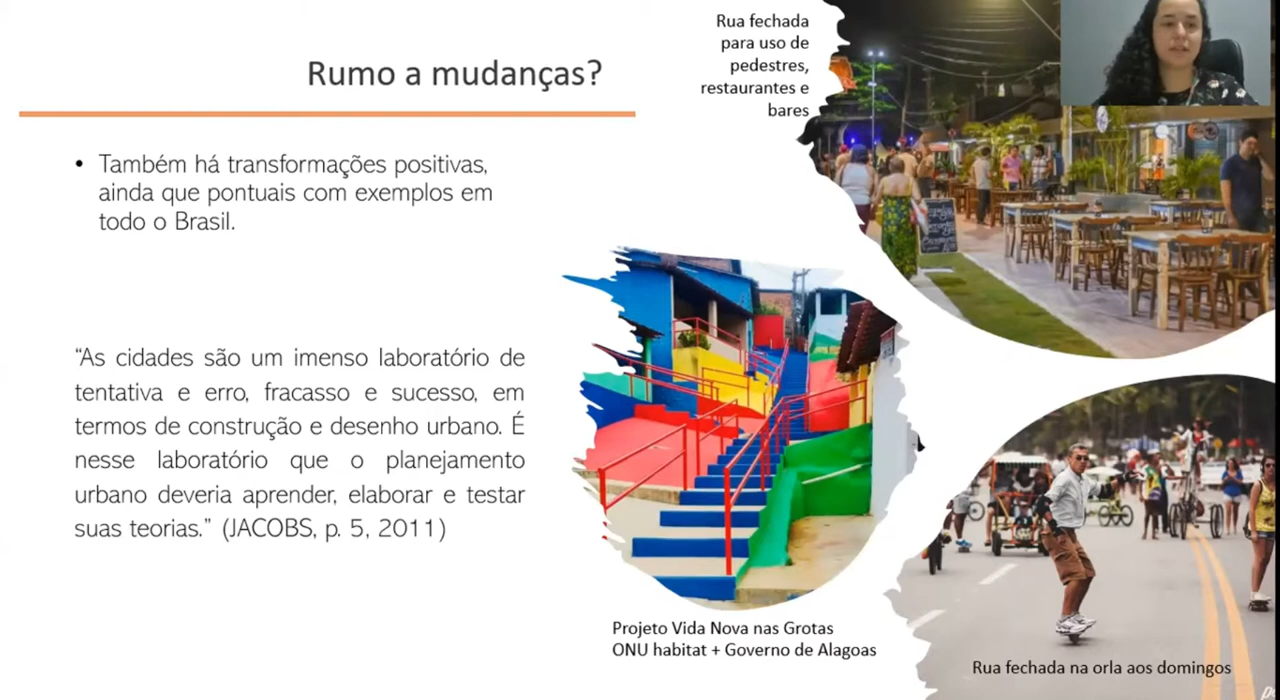 Rumo a mudanças?
• Também há transformações positivas,
ainda que pontuais com exemplos em
todo o Brasil.
“As cidades são um imenso laboratório de
tentativa e erro, fracasso e sucesso, em
termos de construção e desenho urbano. É
nesse laboratório que o planejamento
urbano deveria aprender, elaborar e testar
suas teorias.” (JACOBS, p. 5, 2011)
Rua fechada
para uso de
pedestres,
restaurantes e
bares
Projeto Vida Nova nas Grotas
ONU habitat + Governo de Alagoas
Rua fechada na orla aos domingos